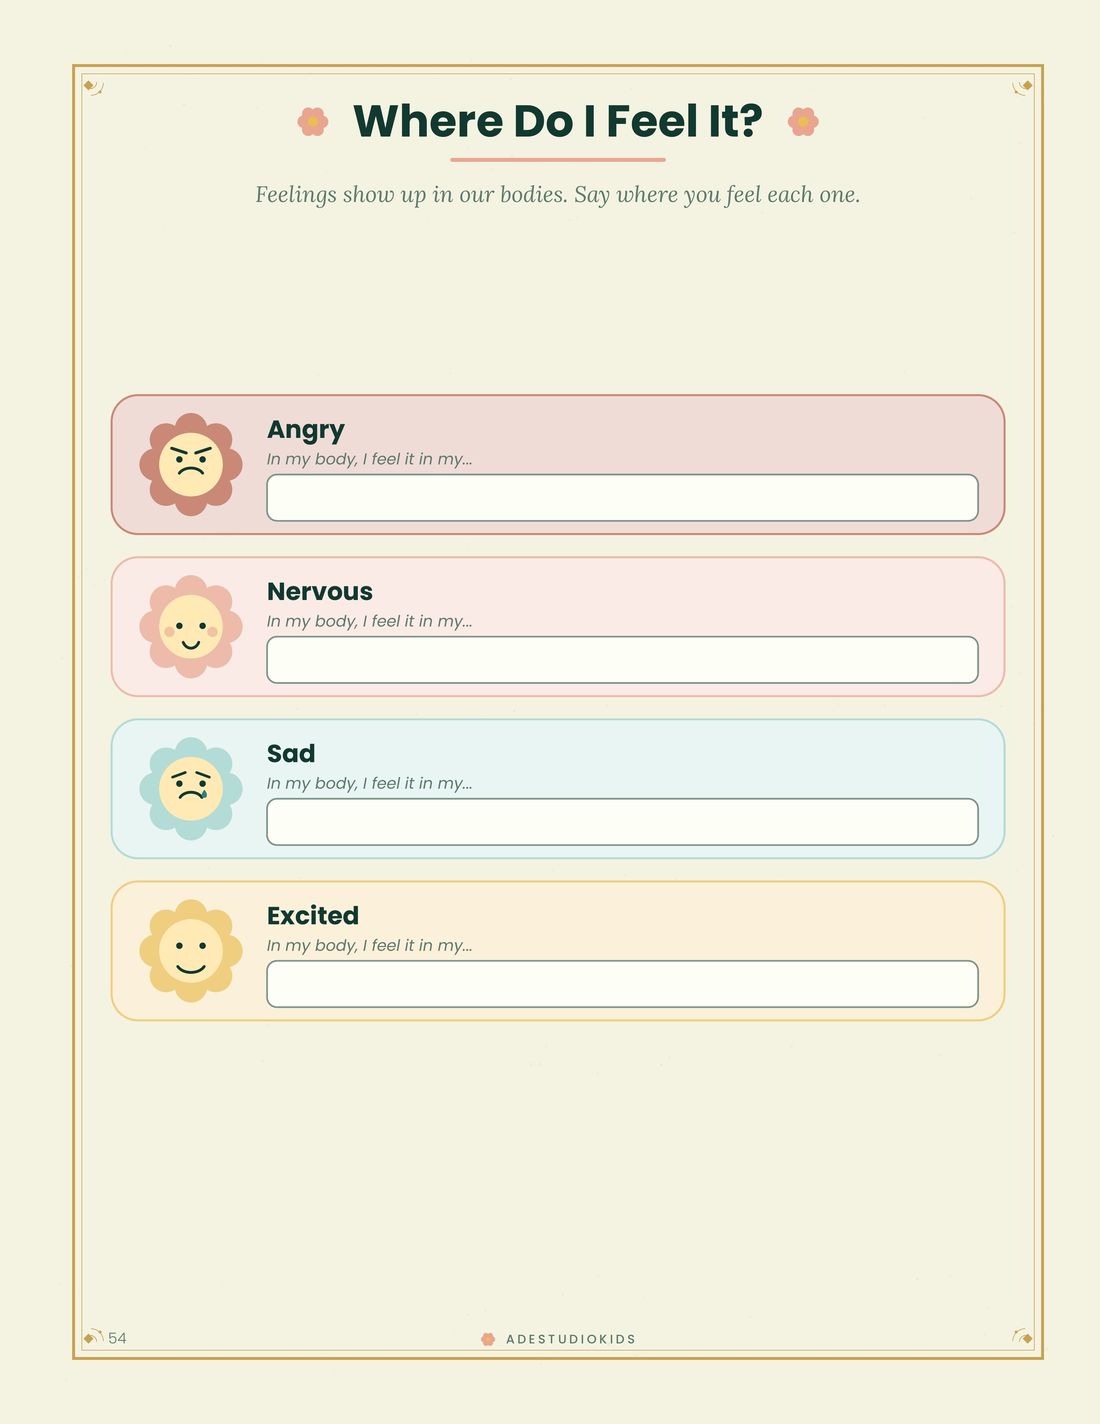 Where Do I Feel It?
Feelings show up in our bodies. Say where you feel each one.
Angry
In my body, I feel it in my...
Nervous
In my body, I feel it in my...
Sad
In my body, I feel it in my...
Excited
In my body, I feel it in my...
54
ADESTUDIOKIDS